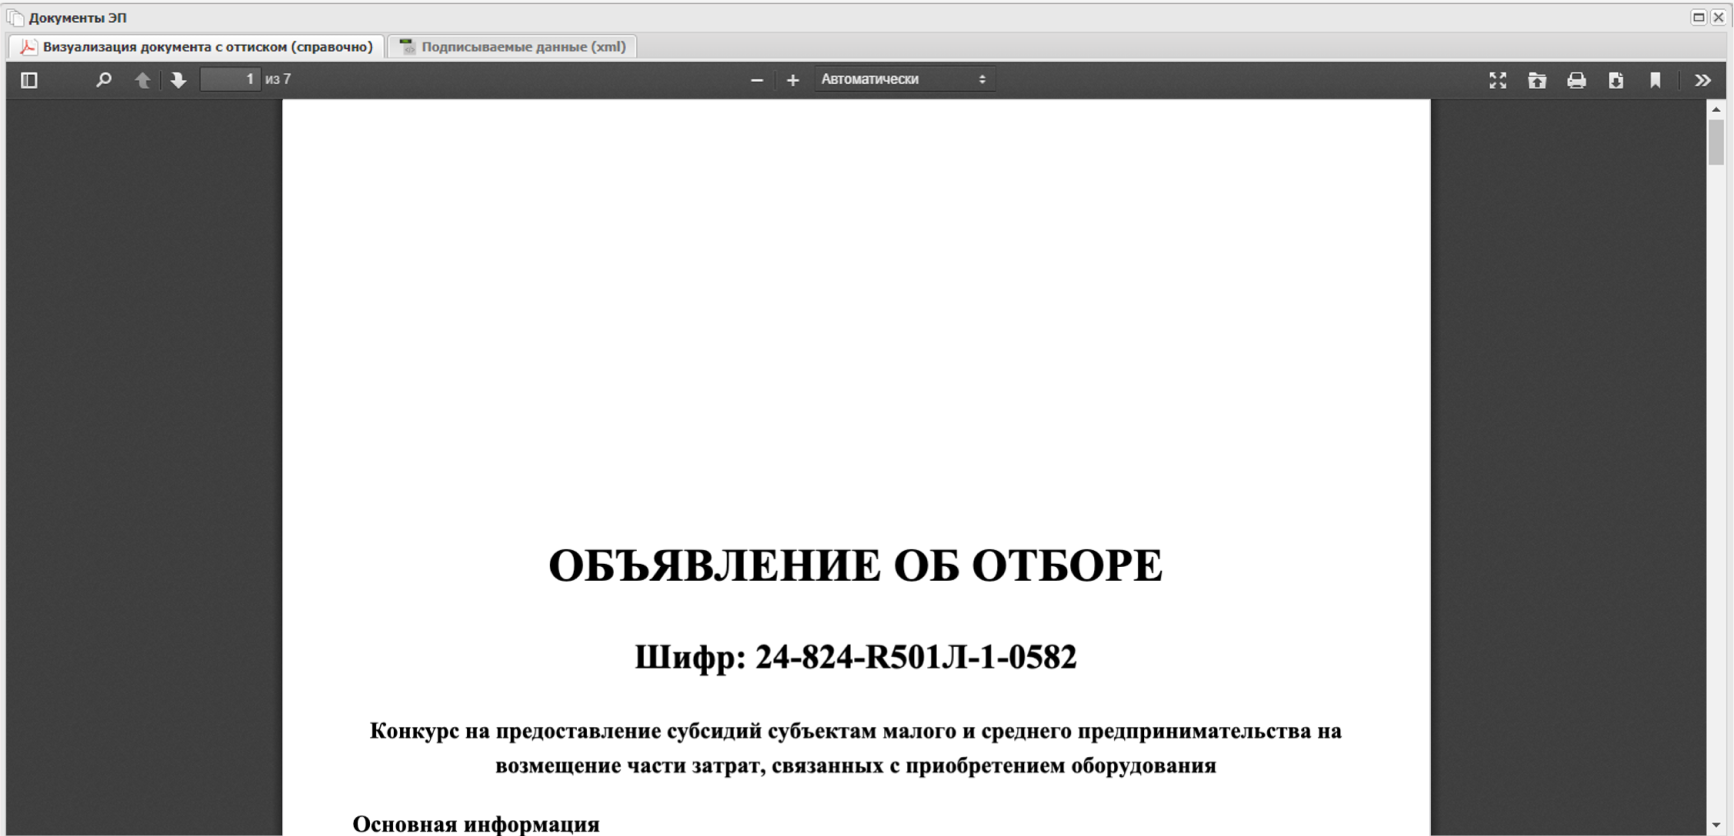 Документы ЭП
Визуализация документа с оттиском (справочно) Подписываемые данные (xml)
1 из 7 Автоматически
ОБЪЯВЛЕНИЕ ОБ ОТБОРЕ
Шифр: 24-824-R501Л-1-0582
Конкурс на предоставление субсидий субъектам малого и среднего предпринимательства на
возмещение части затрат, связанных с приобретением оборудования
Основная информация